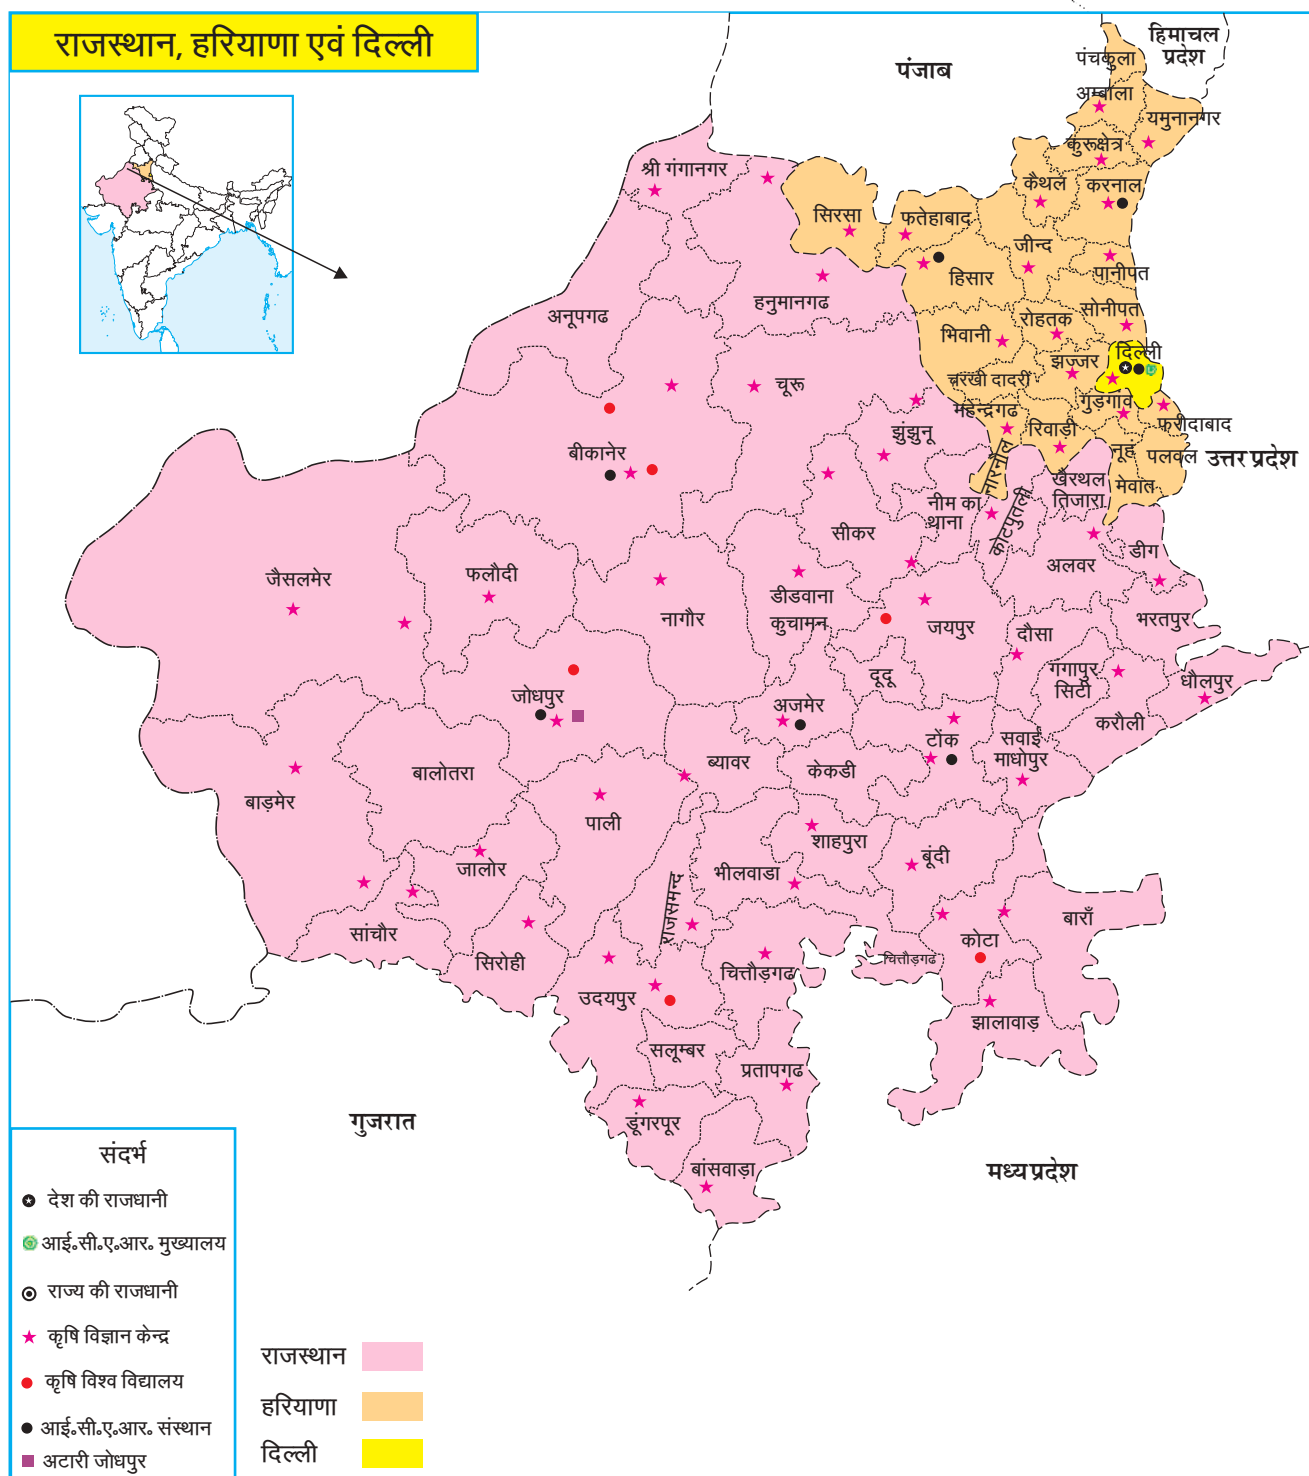 राजस्थान, हरियाणा एवं दिल्ली
हिमाचल
प्रदेश
पंजाब
पंचकुला
अम्बाला
यमुनानगर
कुरूक्षेत्र
श्री गंगानगर
कैथल
करनाल
सिरसा
फतेहाबाद
जीन्द
पानीपत
हिसार
हनुमानगढ
अनूपगढ
सोनीपत
रोहतक
भिवानी
दिल्ली
झज्जर
चरखी दादरी
चूरू
गुड़गांव
महेन्द्रगढ
फरीदाबाद
रिवाडी
झुंझुनू
नूहं
पलवल
उत्तर प्रदेश
बीकानेर
नारनौल
खैरथल
तिजारा
मेवात
नीम का
थाना
कोटपुतली
सीकर
डीग
अलवर
जैसलमेर
फलौदी
डीडवाना
कुचामन
नागौर
जयपुर
दौसा
भरतपुर
गंगापुर
सिटी
दूदू
धौलपुर
जोधपुर
अजमेर
करौली
टोंक
सवाई
माधोपुर
ब्यावर
केकडी
बालोतरा
बाड़मेर
पाली
शाहपुरा
बूंदी
जालोर
भीलवाडा
राजसमन्द
बाराँ
सांचौर
कोटा
चित्तौड़गढ
सिरोही
चित्तौड़गढ
उदयपुर
झालावाड़
सलूम्बर
प्रतापगढ
गुजरात
डूंगरपूर
बांसवाड़ा
मध्य प्रदेश
संदर्भ
देश की राजधानी
आई॰सी॰ए॰आर॰ मुख्यालय
राज्य की राजधानी
कृषि विज्ञान केन्द्र
कृषि विश्व विद्यालय
आई॰सी॰ए॰आर॰ संस्थान
अटारी जोधपुर
राजस्थान
हरियाणा
दिल्ली